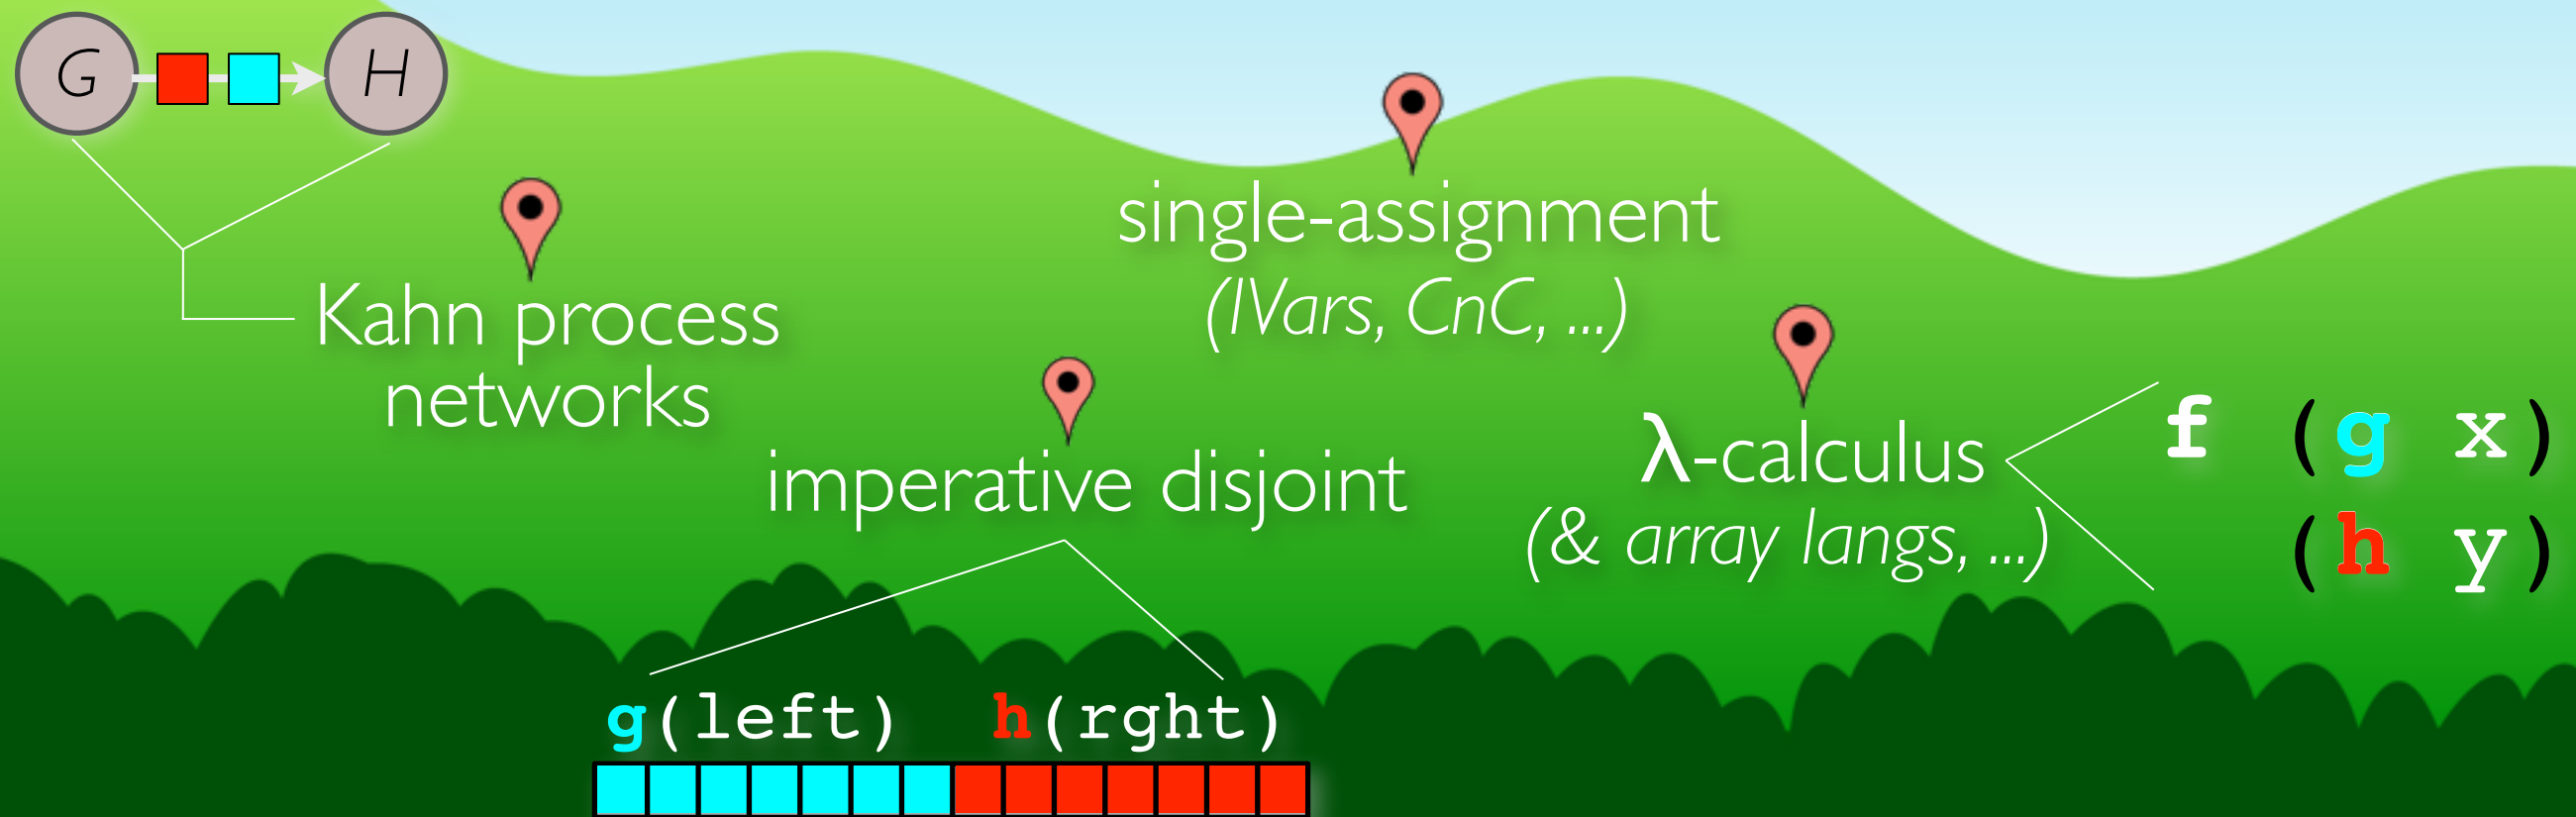 G H
single-assignment
(IVars, CnC, ...)
Kahn process
networks
imperative disjoint
λ-calculus
(& array langs, ...)
f (g x)
(h y)
g(left) h(rght)